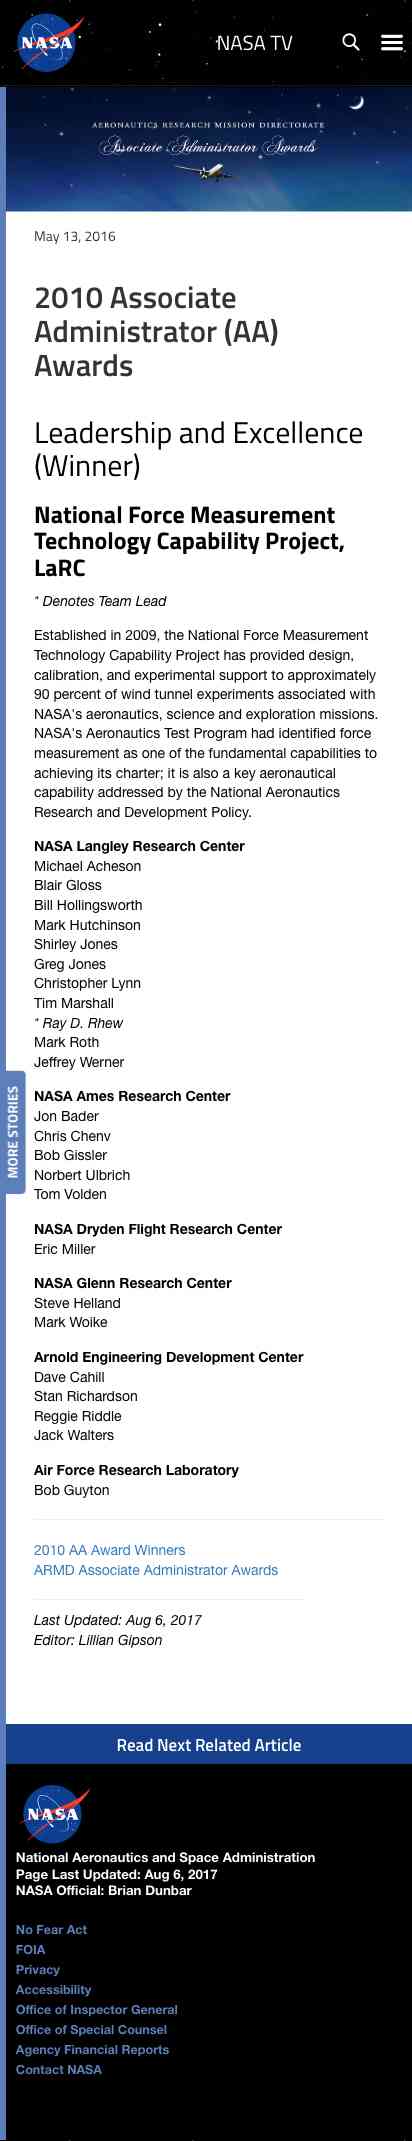 NASA
NASA TV
AERONAUTICS RESEARCH MISSION DIRECTORATE
Associate Administrator Awards
May 13, 2016
2010 Associate
Administrator (AA)
Awards
Leadership and Excellence
(Winner)
National Force Measurement
Technology Capability Project,
LaRC
* Denotes Team Lead
Established in 2009, the National Force Measurement
Technology Capability Project has provided design,
calibration, and experimental support to approximately
90 percent of wind tunnel experiments associated with
NASA's aeronautics, science and exploration missions.
NASA's Aeronautics Test Program had identified force
measurement as one of the fundamental capabilities to
achieving its charter; it is also a key aeronautical
capability addressed by the National Aeronautics
Research and Development Policy.
NASA Langley Research Center
Michael Acheson
Blair Gloss
Bill Hollingsworth
Mark Hutchinson
Shirley Jones
Greg Jones
Christopher Lynn
Tim Marshall
* Ray D. Rhew
Mark Roth
Jeffrey Werner
MORE STORIES
NASA Ames Research Center
Jon Bader
Chris Chenv
Bob Gissler
Norbert Ulbrich
Tom Volden
NASA Dryden Flight Research Center
Eric Miller
NASA Glenn Research Center
Steve Helland
Mark Woike
Arnold Engineering Development Center
Dave Cahill
Stan Richardson
Reggie Riddle
Jack Walters
Air Force Research Laboratory
Bob Guyton
2010 AA Award Winners
ARMD Associate Administrator Awards
Last Updated: Aug 6, 2017
Editor: Lillian Gipson
Read Next Related Article
NASA
National Aeronautics and Space Administration
Page Last Updated: Aug 6, 2017
NASA Official: Brian Dunbar
No Fear Act
FOIA
Privacy
Accessibility
Office of Inspector General
Office of Special Counsel
Agency Financial Reports
Contact NASA